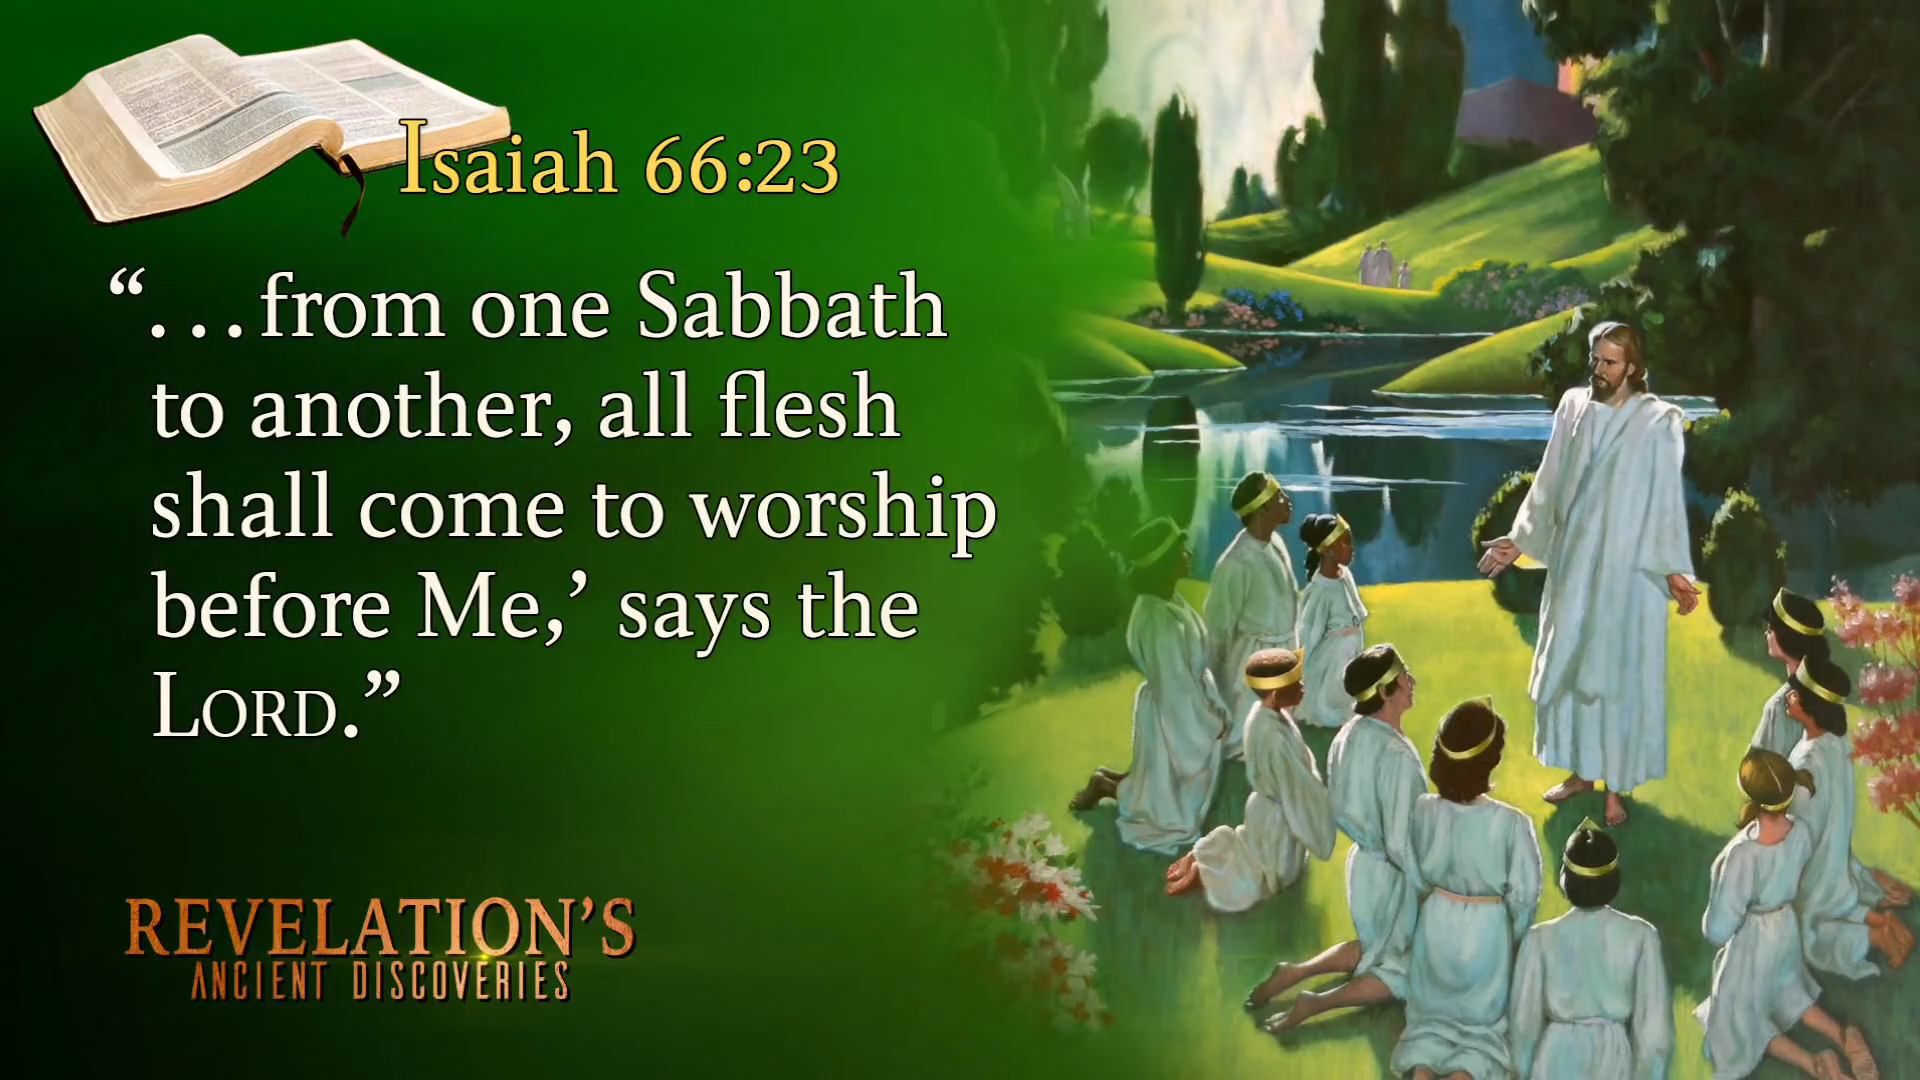 Isaiah 66:23
“...from one Sabbath
to another, all flesh
shall come to worship
before Me,’ says the
LORD.”
REVELATION’S
ANCIENT DISCOVERIES